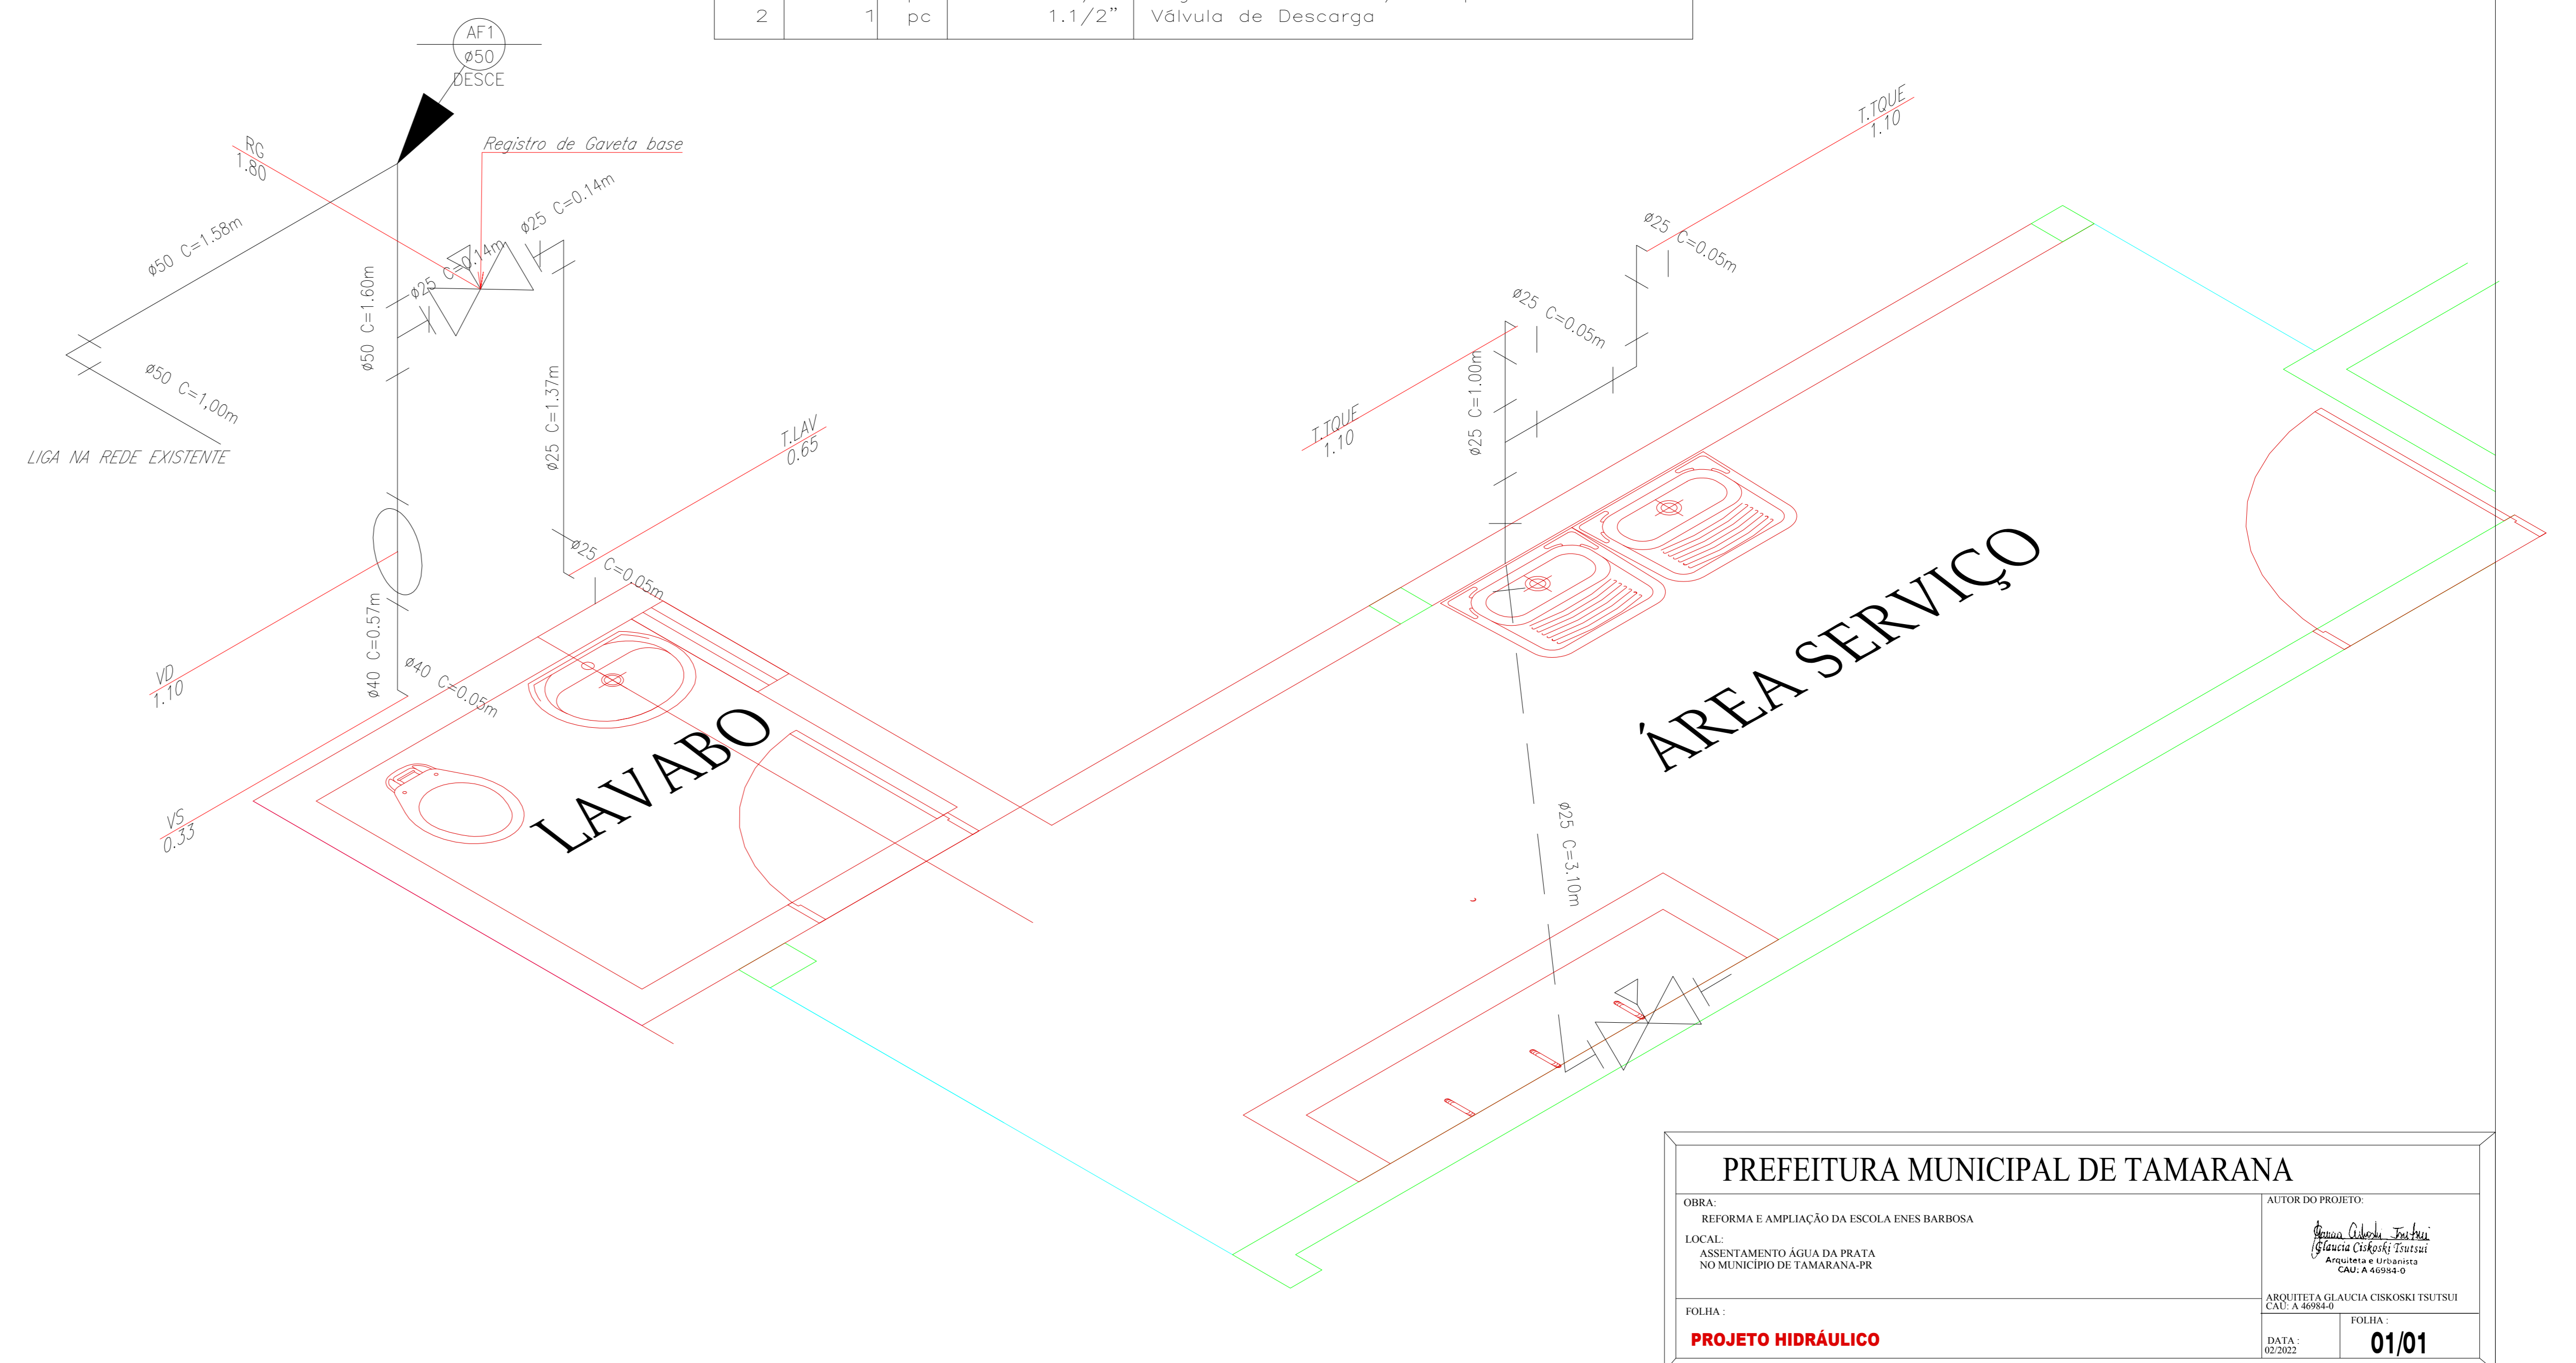 2 1 pc 1.1/2" Válvula de Descarga
AF1
ø50
DESCE
RG
1.80
Registro de Gaveta base
ø50 C=1.58m
ø50 C=1.60m
ø25 C=0.14m
ø25 C=0.14m
ø50 C=1,00m
LIGA NA REDE EXISTENTE
ø25 C=1.37m
T.LAV
0.65
ø25 C=0.05m
VD
1.10
ø40 C=0.57m
ø40 C=0.05m
VS
0.33
LAVABO
T.TQUE
1.10
ø25 C=0.05m
ø25 C=0.05m
T.TQUE
1.10
ø25 C=1.00m
ÁREA SERVIÇO
ø25 C=3.10m
PREFEITURA MUNICIPAL DE TAMARANA
OBRA:
REFORMA E AMPLIAÇÃO DA ESCOLA ENES BARBOSA
LOCAL:
ASSENTAMENTO ÁGUA DA PRATA
NO MUNICÍPIO DE TAMARANA-PR
FOLHA :
PROJETO HIDRÁULICO
AUTOR DO PROJETO:
Glaucia Ciskoski Tsutsui
Arquiteta e Urbanista
CAU: A 46984-0
ARQUITETA GLAUCIA CISKOSKI TSUTSUI
CAU: A 46984-0
DATA :
02/2022
FOLHA :
01/01